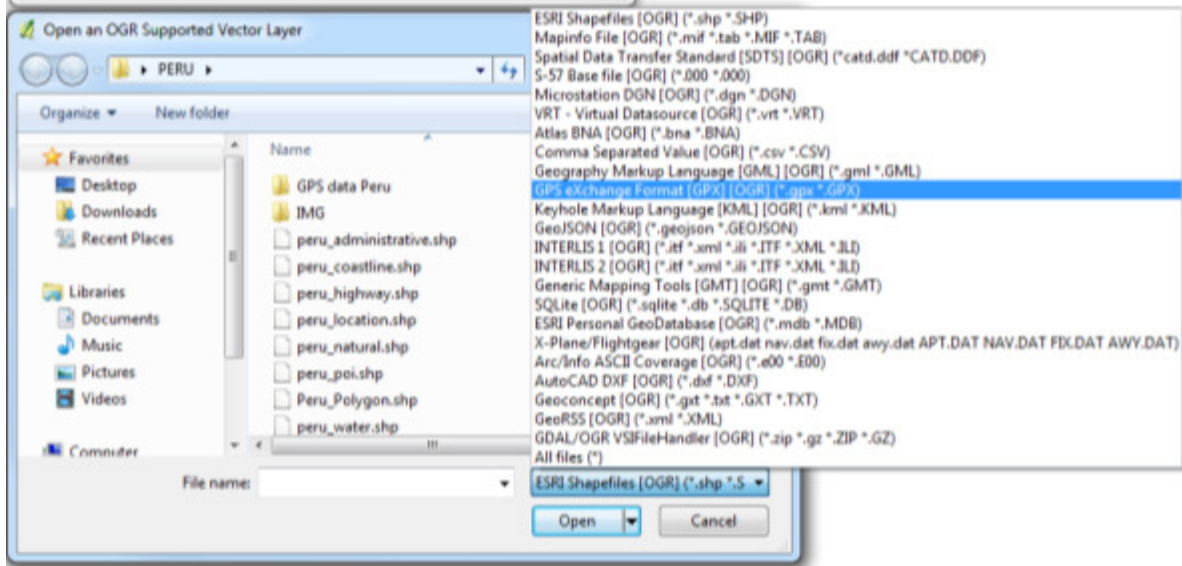 Open an OGR Supported Vector Layer
PERU
Organize
New folder
Favorites
Desktop
Downloads
Recent Places
Libraries
Documents
Music
Pictures
Videos
Computer
Name
GPS data Peru
IMG
peru_administrative.shp
peru_coastline.shp
peru_highway.shp
peru_location.shp
peru_natural.shp
peru_poi.shp
Peru_Polygon.shp
peru_water.shp
ESRI Shapefiles [OGR] (*.shp *.SHP)
Mapinfo File [OGR] (*.mif *.tab *.MIF *.TAB)
Spatial Data Transfer Standard [SDTS] [OGR] (*catd.ddf *CATD.DDF)
S-57 Base file [OGR] (*.000 *.000)
Microstation DGN [OGR] (*.dgn *.DGN)
VRT - Virtual Datasource [OGR] (*.vrt *.VRT)
Atlas BNA [OGR] (*.bna *.BNA)
Comma Separated Value [OGR] (*.csv *.CSV)
Geography Markup Language [GML] [OGR] (*.gml *.GML)
GPS eXchange Format [GPX] [OGR] (*.gpx *.GPX)
Keyhole Markup Language [KML] [OGR] (*.kml *.KML)
GeoJSON [OGR] (*.geojson *.GEOJSON)
INTERLIS 1 [OGR] (*.itf *.xml *.ili *.ITF *.XML *.ILI)
INTERLIS 2 [OGR] (*.itf *.xml *.ili *.ITF *.XML *.ILI)
Generic Mapping Tools [GMT] [OGR] (*.gmt *.GMT)
SQLite [OGR] (*.sqlite *.db *.SQLITE *.DB)
ESRI Personal GeoDatabase [OGR] (*.mdb *.MDB)
X-Plane/Flightgear [OGR] (apt.dat nav.dat fix.dat awy.dat APT.DAT NAV.DAT FIX.DAT AWY.DAT)
Arc/Info ASCII Coverage [OGR] (*.e00 *.E00)
AutoCAD DXF [OGR] (*.dxf *.DXF)
Geoconcept [OGR] (*.gxt *.txt *.GXT *.TXT)
GeoRSS [OGR] (*.xml *.XML)
GDAL/OGR VSIFileHandler [OGR] (*.zip *.gz *.ZIP *.GZ)
All files (*)
File name:
ESRI Shapefiles [OGR] (*.shp *.S
Open
Cancel